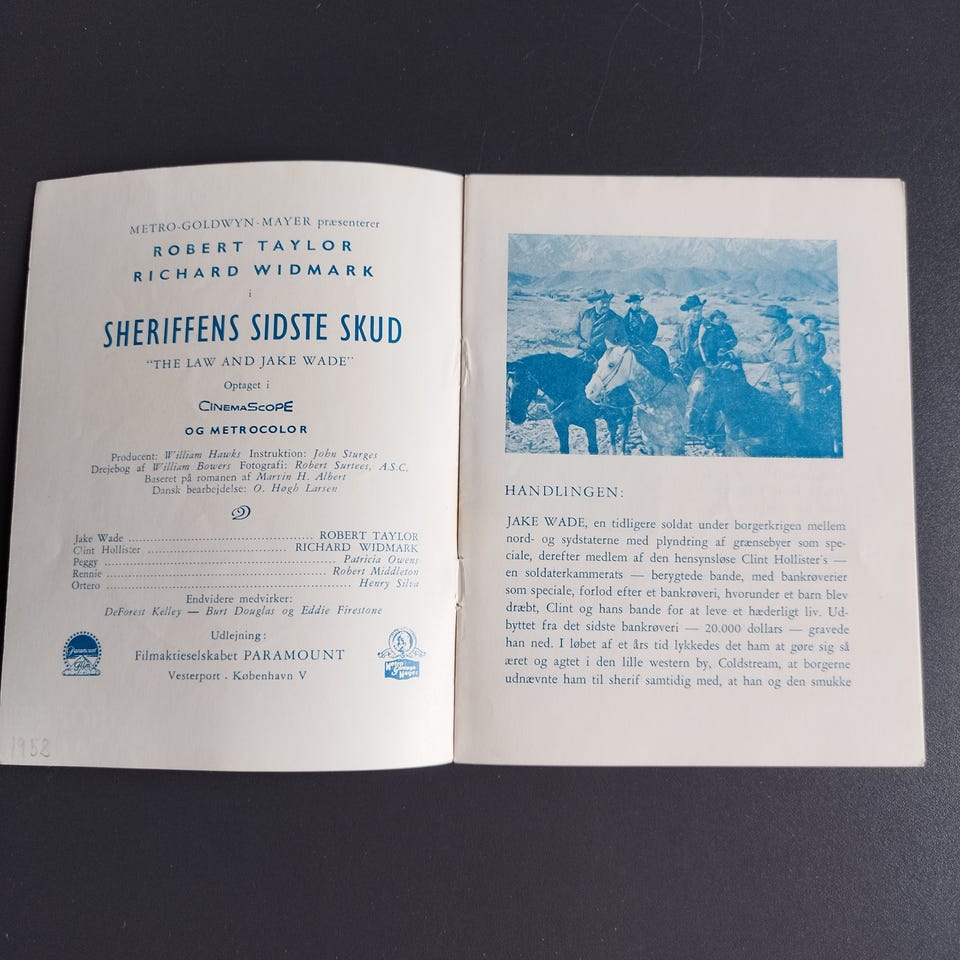 METRO-GOLDWYN-MAYER præsenterer
ROBERT TAYLOR
RICHARD WIDMARK
i
SHERIFFENS SIDSTE SKUD
"THE LAW AND JAKE WADE"
Optaget i
CINEMASCOPE
OG METROCOLOR
Producent: William Hawks Instruktion: John Sturges
Drejebog af William Bowers Fotografi: Robert Surtees, A.S.C.
Baseret på romanen af Marvin H. Albert
Dansk bearbejdelse: O. Høgh Larsen
Jake Wade ROBERT TAYLOR
Clint Hollister RICHARD WIDMARK
Peggy Patricia Owens
Rennie Robert Middleton
Ortero Henry Silva
Endvidere medvirker:
DeForest Kelley — Burt Douglas og Eddie Firestone
Udlejning:
Filmaktieselskabet PARAMOUNT
Vesterport . København V
Paramount
Film
Metro
Goldwyn
Mayer
HANDLINGEN:
JAKE WADE, en tidligere soldat under borgerkrigen mellem
nord- og sydstaterne med plyndring af grænsebyer som spe-
ciale, derefter medlem af den hensynsløse Clint Hollister's —
en soldaterkammerats — berygtede bande, med bankrøverier
som speciale, forlod efter et bankrøveri, hvorunder et barn blev
dræbt, Clint og hans bande for at leve et hæderligt liv. Ud-
byttet fra det sidste bankrøveri — 20.000 dollars — gravede
han ned. I løbet af et års tid lykkedes det ham at gøre sig så
æret og agtet i den lille western by, Coldstream, at borgerne
udnævnte ham til sherif samtidig med, at han og den smukke